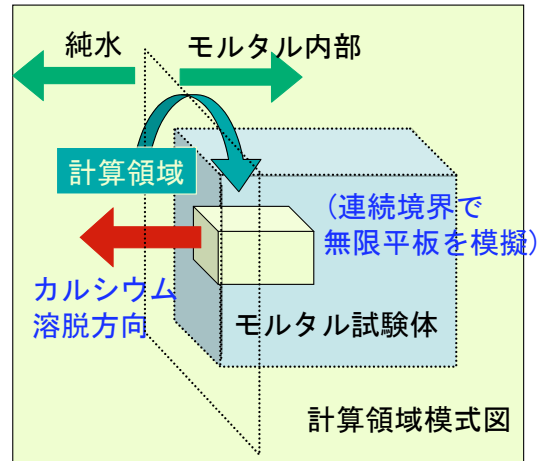 純水
モルタル内部
計算領域
(連続境界で
無限平板を模擬)
カルシウム
溶脱方向
モルタル試験体
計算領域模式図